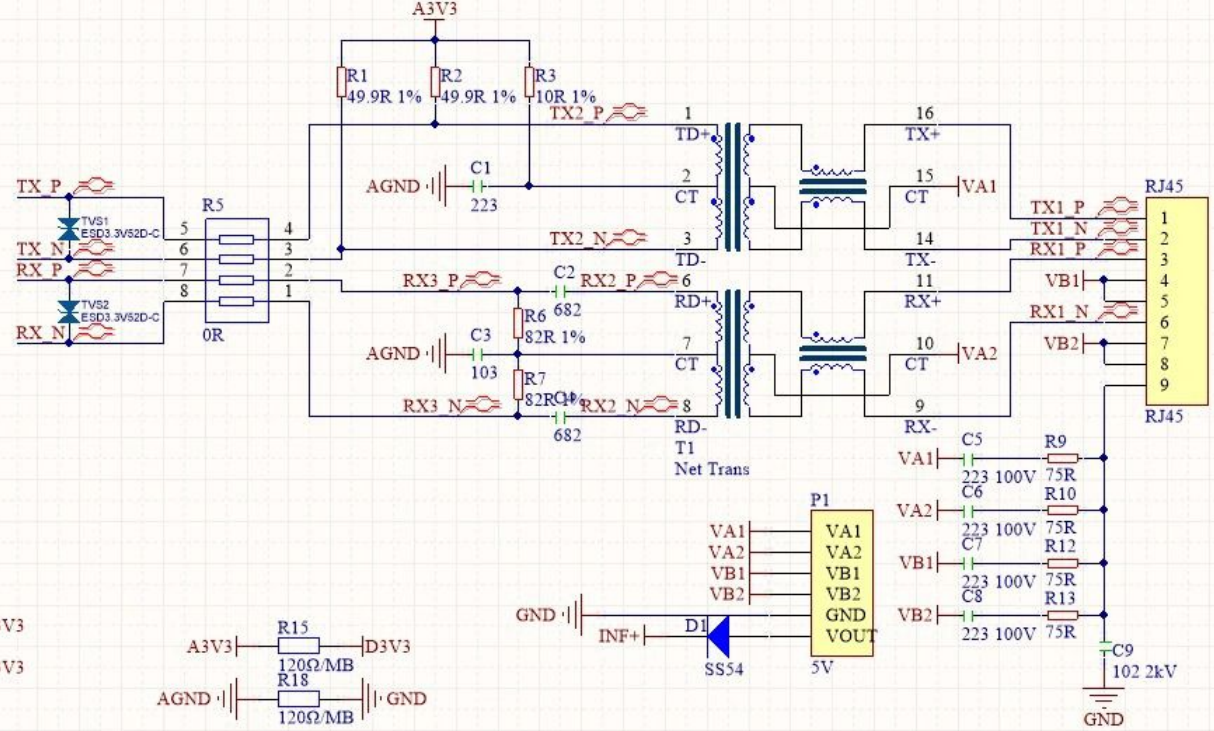 A3V3
R1
49.9R 1%
R2
49.9R 1%
R3
10R 1%
TX2_P
1
TD+
16
TX+
C1
AGND
223
2
CT
15
CT
VA1
TX_P
TVS1
ESD3.3V52D-C
TX_N
RX_P
TVS2
ESD3.3V52D-C
RX_N
R5
5
6
7
8
4
3
2
1
0R
TX2_N
3
TD-
14
TX-
RX3_P
C2
682
RX2_P
6
RD+
11
RX+
R6
82R 1%
C3
AGND
103
7
CT
10
CT
VA2
R7
82R 1%
RX3_N
C4
682
RX2_N
8
RD-
9
RX-
T1
Net Trans
RJ45
TX1_P
1
TX1_N
2
RX1_P
3
VB1
4
5
RX1_N
6
VB2
7
8
9
RJ45
VA1
C5
223 100V
R9
75R
VA2
C6
223 100V
R10
75R
VB1
C7
223 100V
R12
75R
VB2
C8
223 100V
R13
75R
C9
102 2kV
GND
P1
VA1
VA1
VA2
VA2
VB1
VB1
VB2
VB2
GND
GND
INF+
D1
SS54
VOUT
5V
V3
V3
A3V3
R15
120Ω/MB
D3V3
AGND
R18
120Ω/MB
GND